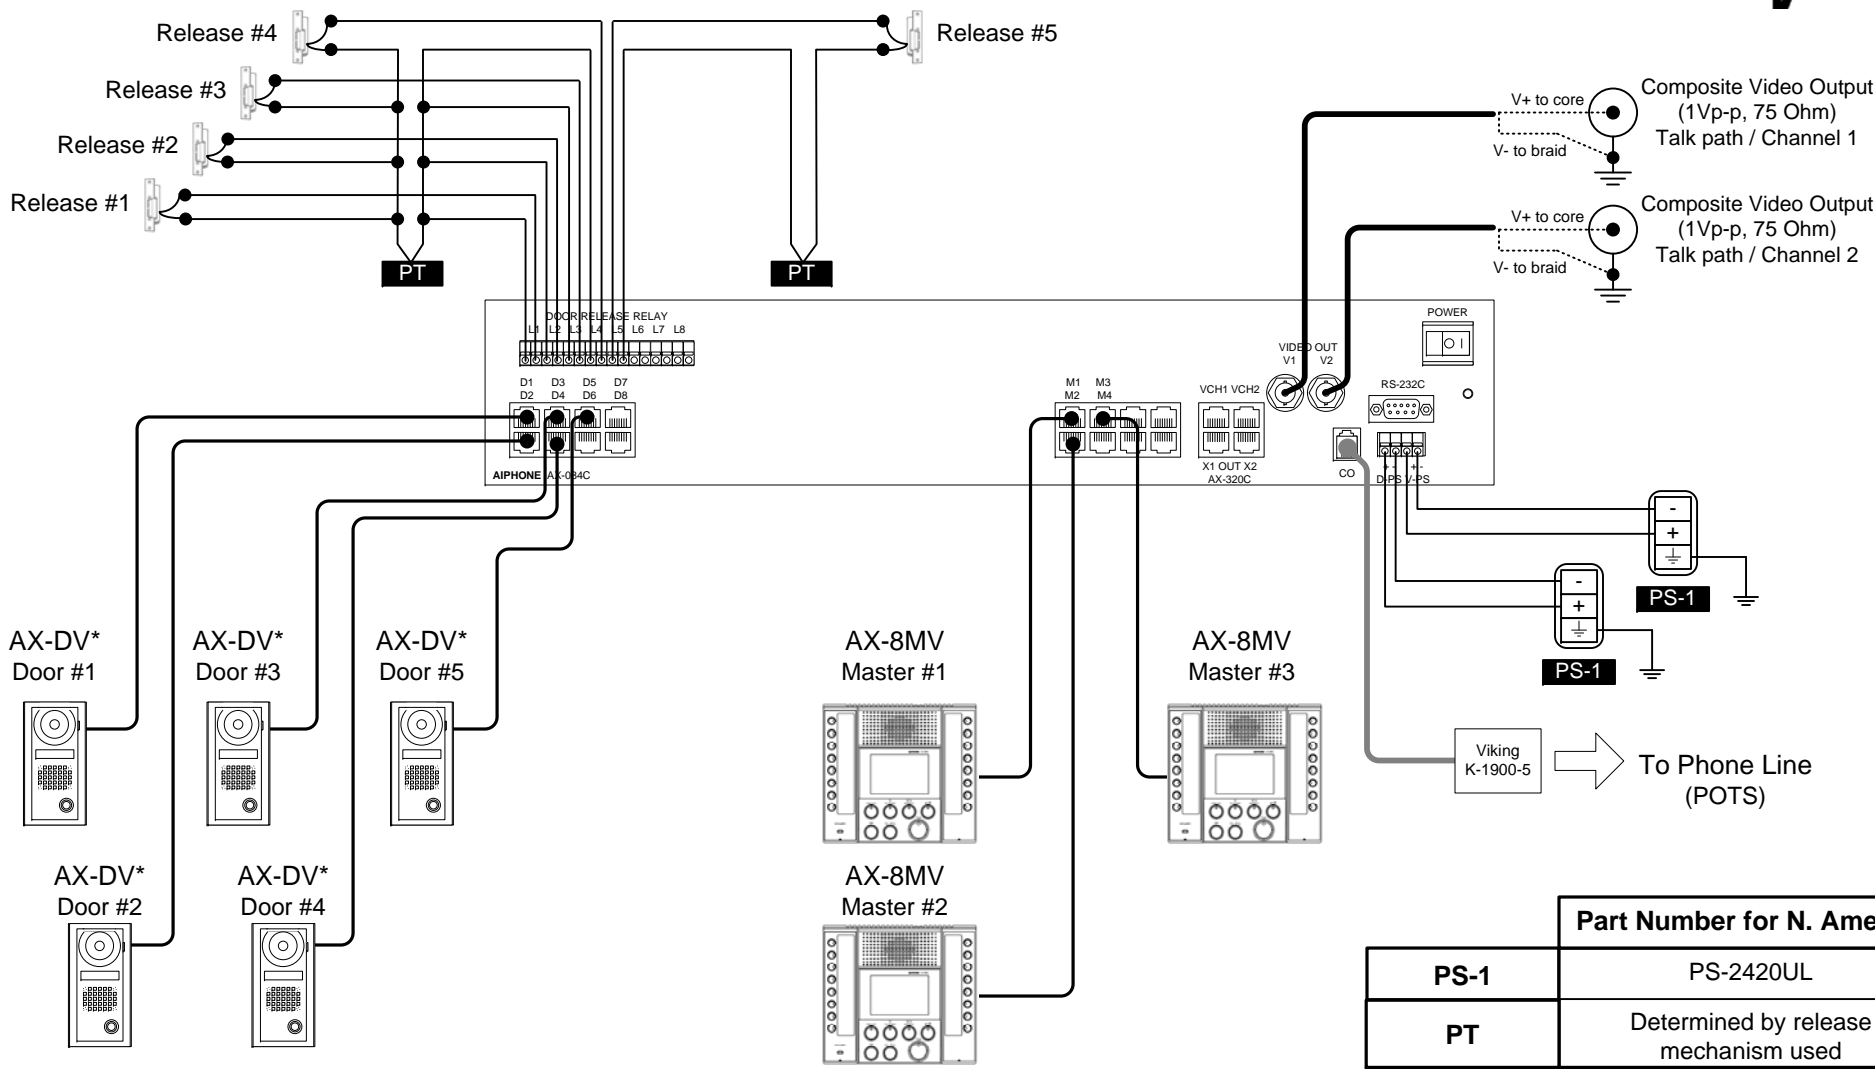 Release #4
Release #5
Release #3
Release #2
Release #1
PT
PT
V+ to core
V- to braid
Composite Video Output
(1Vp-p, 75 Ohm)
Talk path / Channel 1
V+ to core
V- to braid
Composite Video Output
(1Vp-p, 75 Ohm)
Talk path / Channel 2
DOOR RELEASE RELAY
L1 L2 L3 L4 L5 L6 L7 L8
D1 D3 D5 D7
D2 D4 D6 D8
AIPHONE AX-084C
M1 M3
M2 M4
VCH1 VCH2
X1 OUT X2
AX-320C
VIDEO OUT
V1 V2
POWER
RS-232C
CO
+ - + -
D-PS V-PS
-
+
PS-1
-
+
PS-1
AX-DV*
Door #1
AX-DV*
Door #3
AX-DV*
Door #5
AX-8MV
Master #1
AX-8MV
Master #3
Viking
K-1900-5
To Phone Line
(POTS)
AX-DV*
Door #2
AX-DV*
Door #4
AX-8MV
Master #2
Part Number for N. Ame
PS-1
PS-2420UL
PT
Determined by release
mechanism used